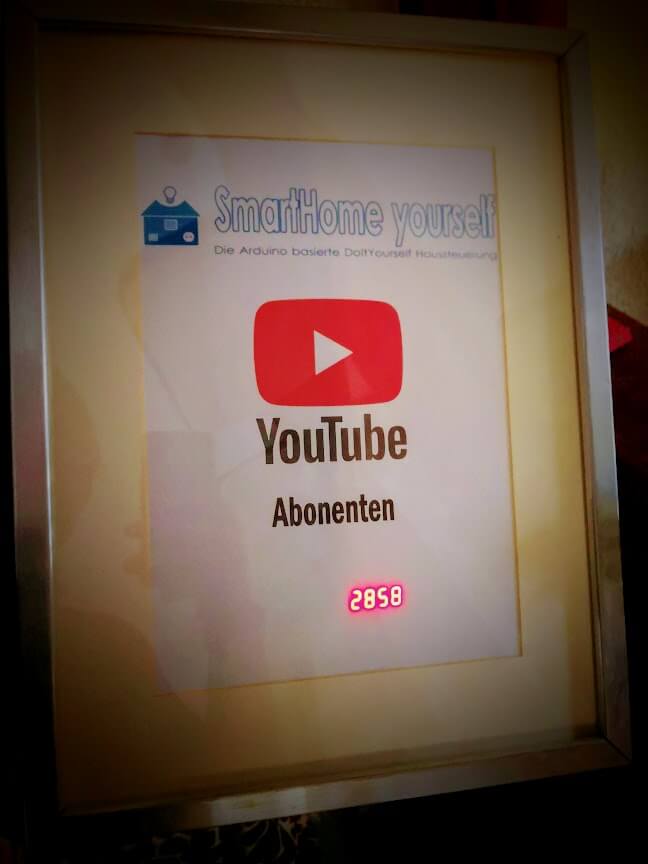 SmartHome yourself
Die Arduino basierte DoItYourself Haussteuerung
YouTube
Abonenten
2858